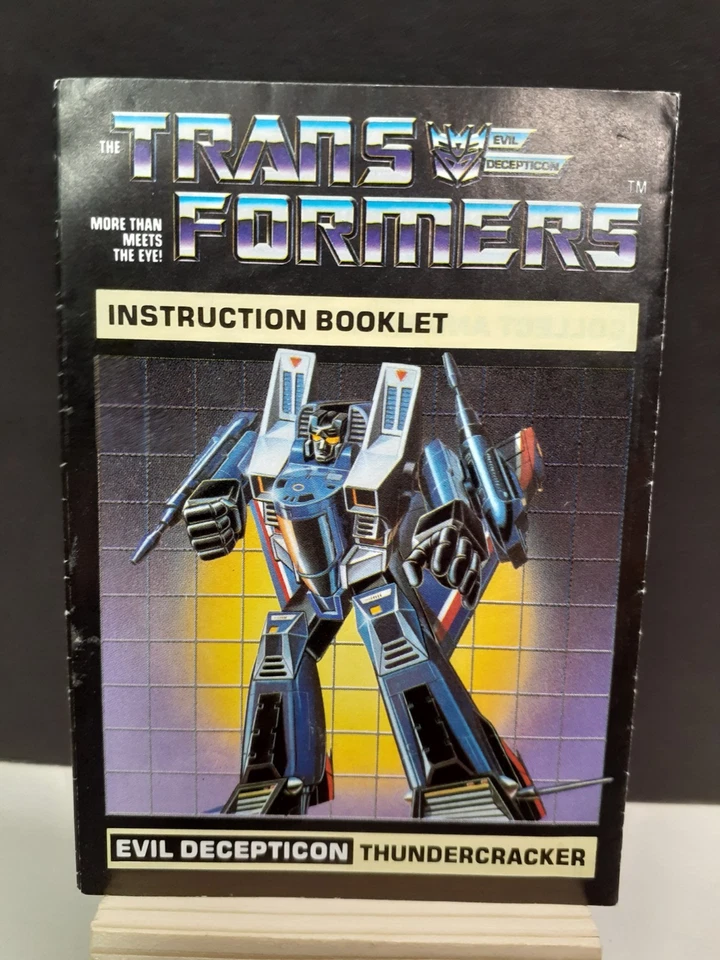 THE TRANS
EVIL
DECEPTICON
FORMERS
TM
MORE THAN
MEETS
THE EYE!
INSTRUCTION BOOKLET
EVIL DECEPTICON THUNDERCRACKER